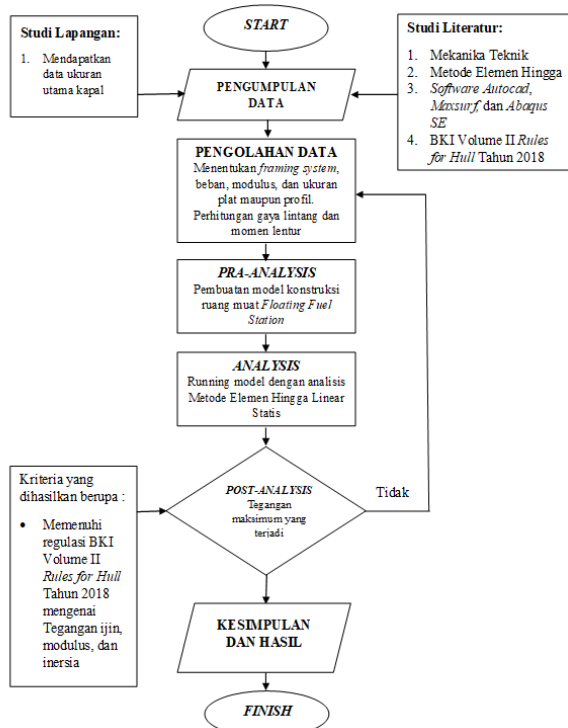 START
Studi Lapangan:
1. Mendapatkan
data ukuran
utama kapal
Studi Literatur:
1. Mekanika Teknik
2. Metode Elemen Hingga
3. Software Autocad,
Maxsurf, dan Abaqus
SE
4. BKI Volume II Rules
for Hull Tahun 2018
PENGUMPULAN
DATA
PENGOLAHAN DATA
Menentukan framing system,
beban, modulus, dan ukuran
plat maupun profil.
Perhitungan gaya lintang dan
momen lentur
PRA-ANALYSIS
Pembuatan model konstruksi
ruang muat Floating Fuel
Station
ANALYSIS
Running model dengan analisis
Metode Elemen Hingga Linear
Statis
Kriteria yang
dihasilkan berupa :
• Memenuhi
regulasi BKI
Volume II
Rules for Hull
Tahun 2018
mengenai
Tegangan ijin,
modulus, dan
inersia
POST-ANALYSIS
Tegangan
maksimum yang
terjadi
Tidak
KESIMPULAN
DAN HASIL
FINISH